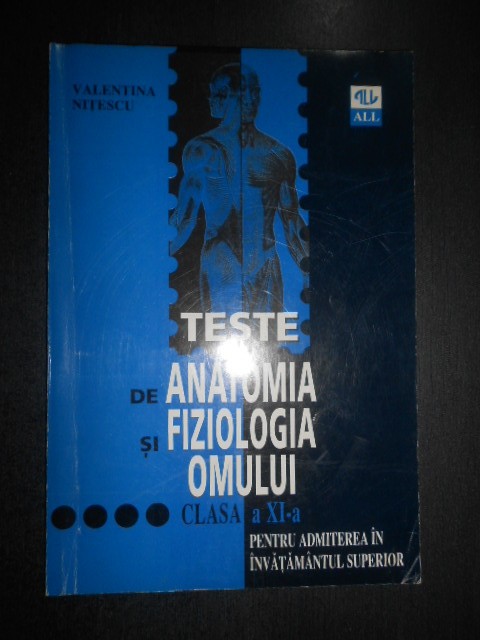 VALENTINA
NIȚESCU
ALL
TESTE
DE ANATOMIA
ȘI FIZIOLOGIA
OMULUI
CLASA a XI-a
PENTRU ADMITEREA ÎN
ÎNVĂȚĂMÂNTUL SUPERIOR